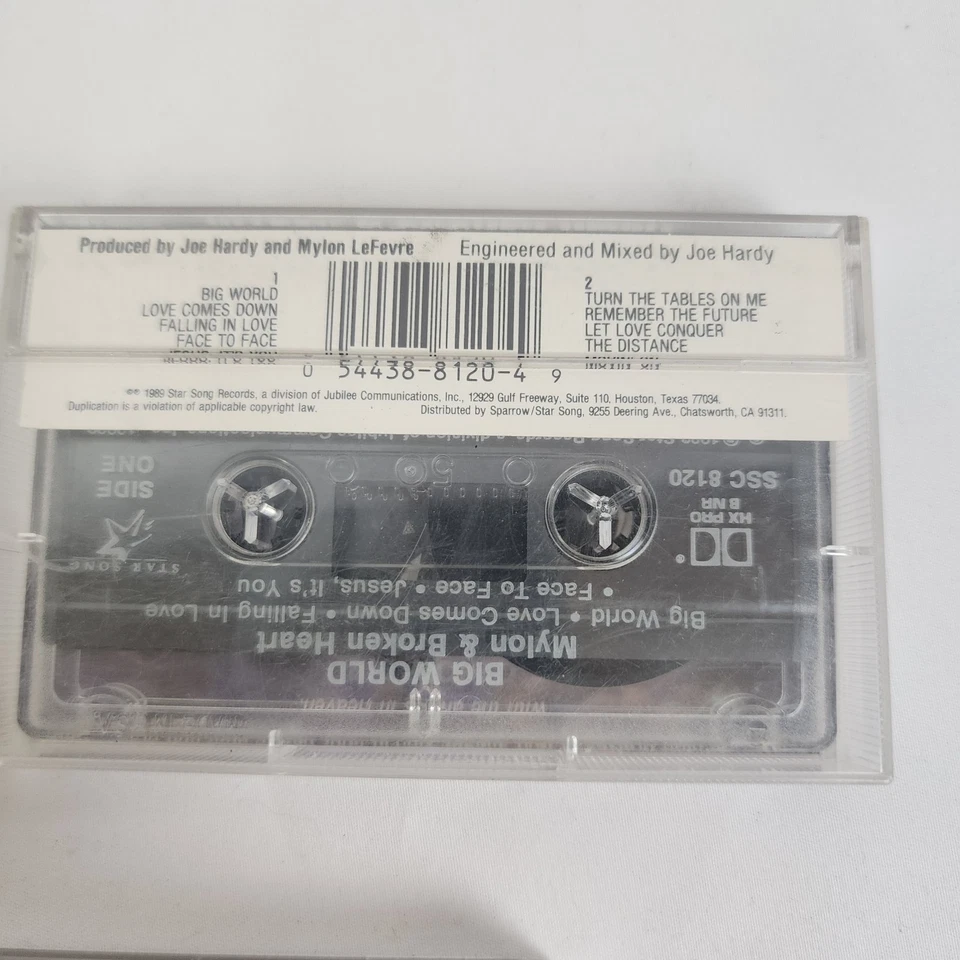 Produced by Joe Hardy and Mylon LeFevre Engineered and Mixed by Joe Hardy
1
BIG WORLD
LOVE COMES DOWN
FALLING IN LOVE
FACE TO FACE
JESUS, IT'S YOU
2
TURN THE TABLES ON ME
REMEMBER THE FUTURE
LET LOVE CONQUER
THE DISTANCE
0 54438-8120-4 9
℗© 1989 Star Song Records, a division of Jubilee Communications, Inc., 12929 Gulf Freeway, Suite 110, Houston, Texas 77034.
Duplication is a violation of applicable copyright law. Distributed by Sparrow/Star Song, 9255 Deering Ave., Chatsworth, CA 91311.
BIG WORLD
Mylon & Broken Heart
Big World • Love Comes Down • Falling In Love
• Face To Face • Jesus, It's You
STAR SONG
HX PRO
B NR
SIDE
ONE
SSC 8120
50